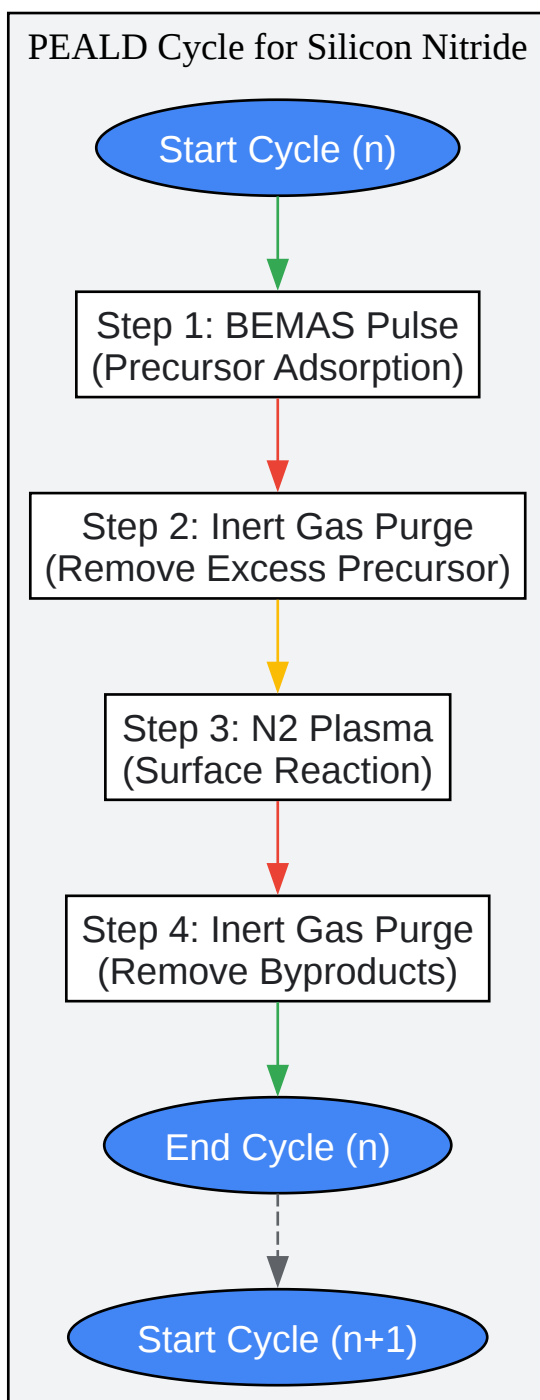 PEALD Cycle for Silicon Nitride
Start Cycle (n)
Step 1: BEMAS Pulse
(Precursor Adsorption)
Step 2: Inert Gas Purge
(Remove Excess Precursor)
Step 3: N2 Plasma
(Surface Reaction)
Step 4: Inert Gas Purge
(Remove Byproducts)
End Cycle (n)
Start Cycle (n+1)